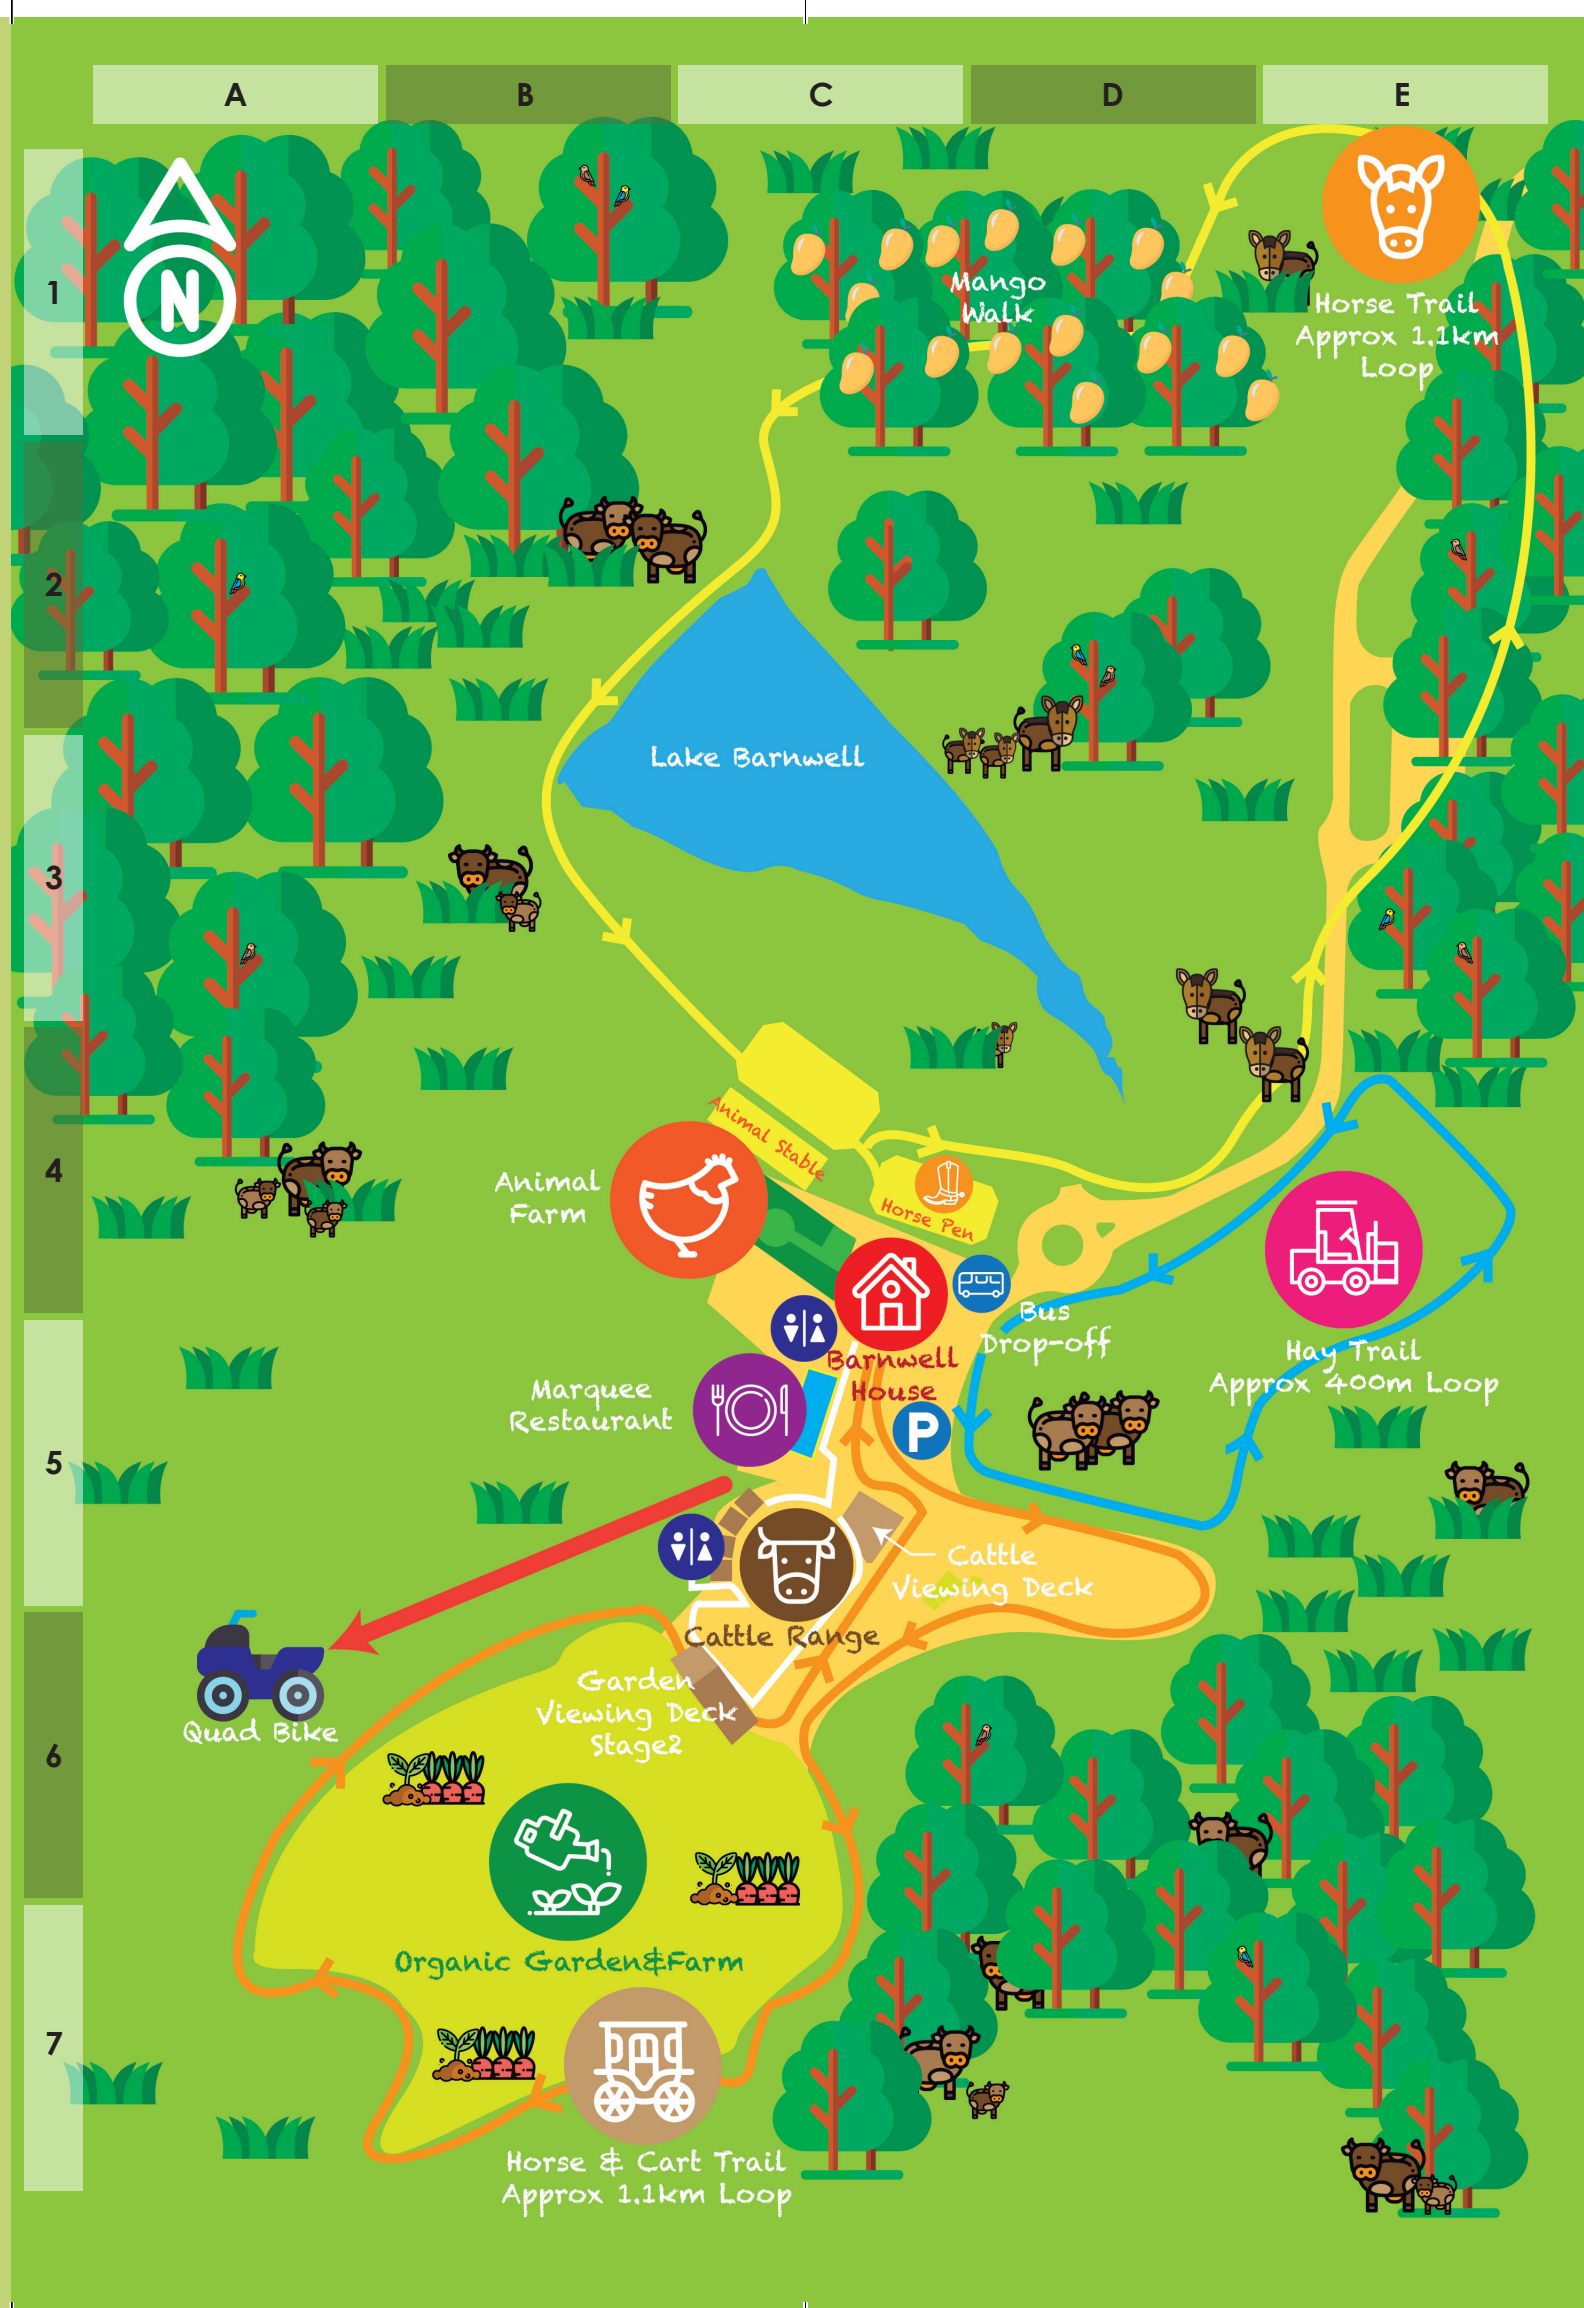 A
B
C
D
E
1
2
3
4
5
6
7
N
Mango
Walk
Horse Trail
Approx 1.1km
Loop
Lake Barnwell
Animal Stable
Animal
Farm
Horse Pen
Bus
Drop-off
Barnwell
House
Hay Trail
Approx 400m Loop
Marquee
Restaurant
P
Cattle
Viewing Deck
Cattle Range
Garden
Viewing Deck
Stage2
Quad Bike
Organic Garden&Farm
Horse & Cart Trail
Approx 1.1km Loop